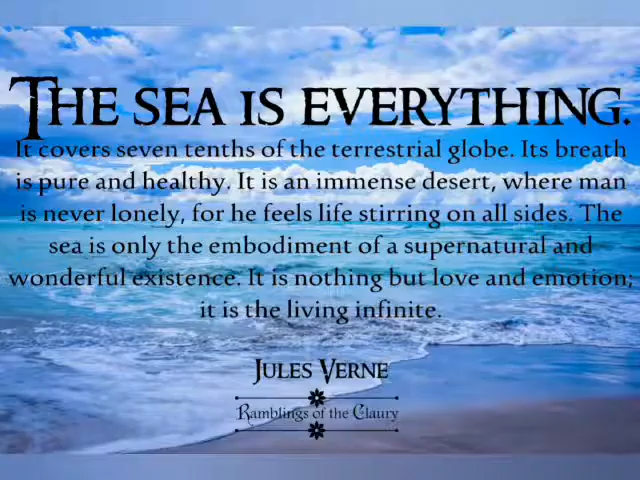 THE SEA IS EVERYTHING.
It covers seven tenths of the terrestrial globe. Its breath
is pure and healthy. It is an immense desert, where man
is never lonely, for he feels life stirring on all sides. The
sea is only the embodiment of a supernatural and
wonderful existence. It is nothing but love and emotion;
it is the living infinite.
JULES VERNE
Ramblings of the Claury